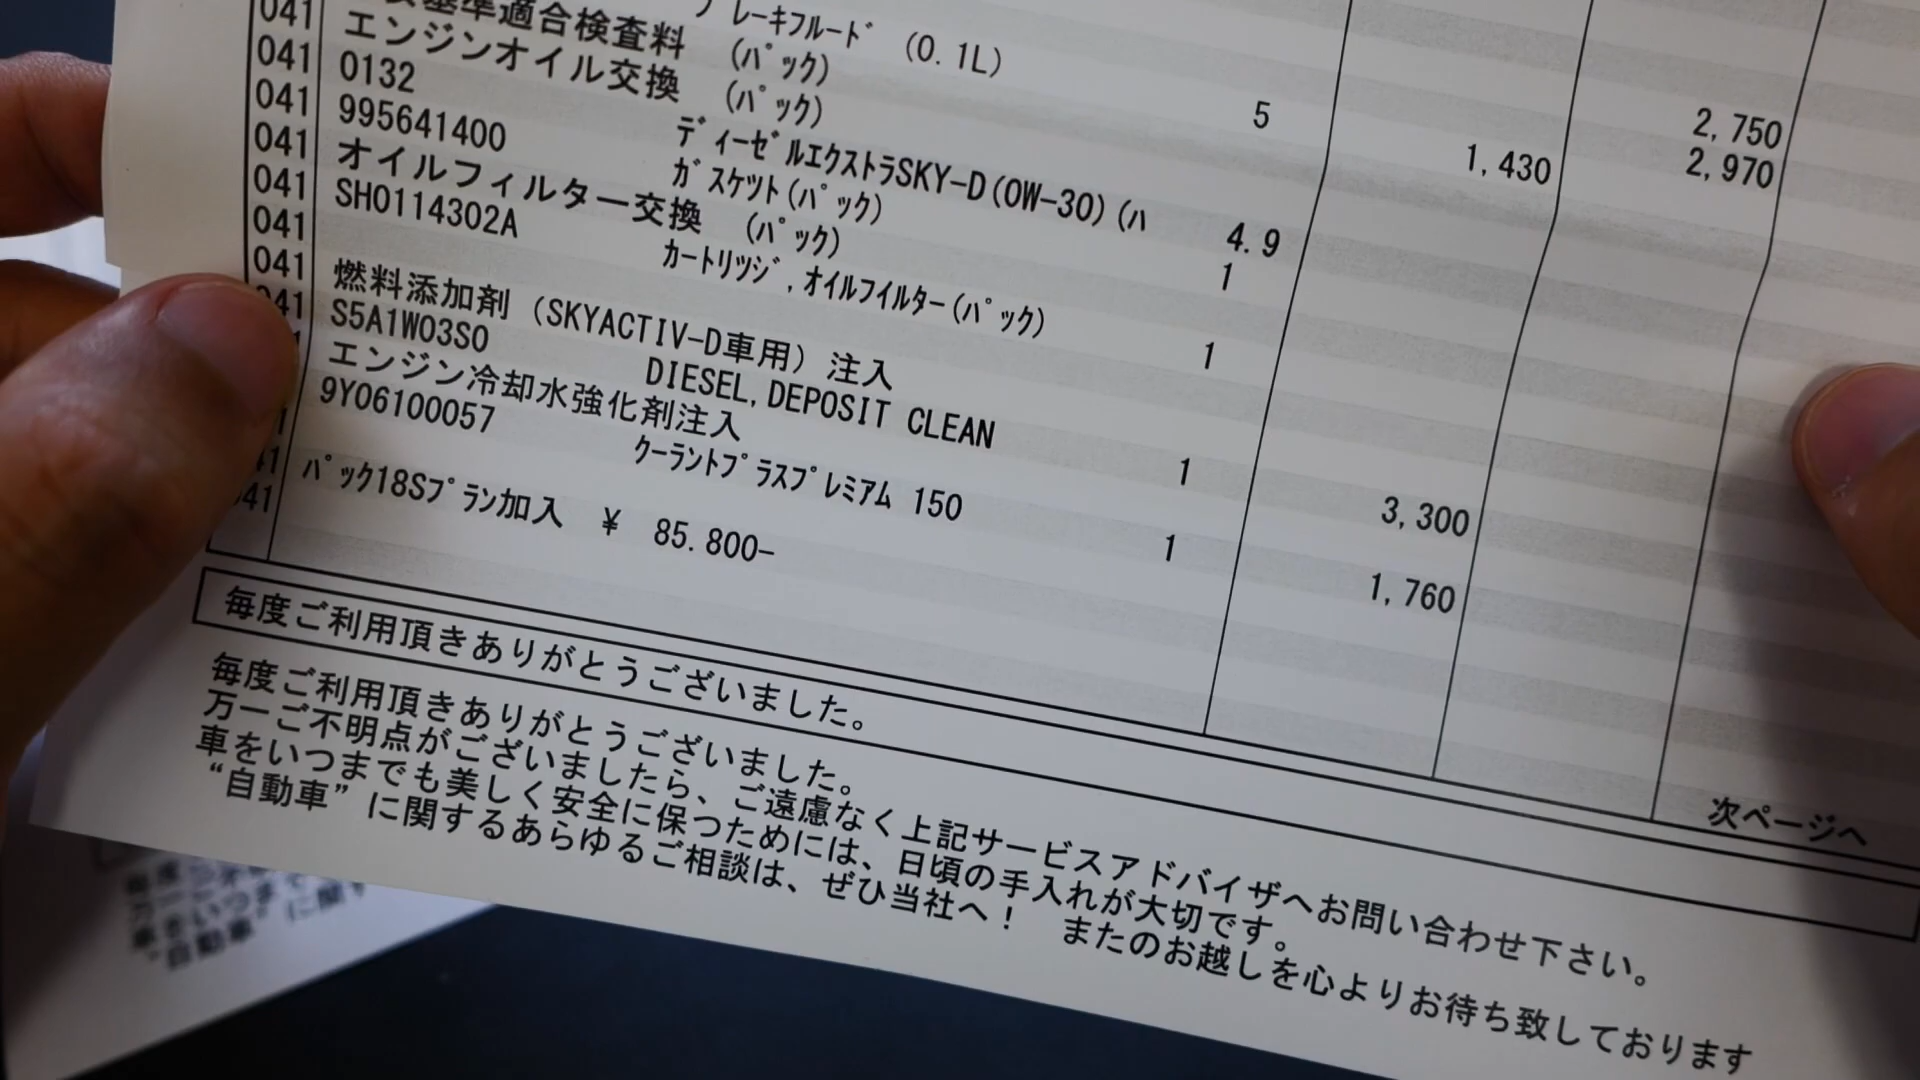 041 ブレーキフルード (0.1L) 5 1,430 2,750
041 基準適合検査料 (パック) 2,970
041 エンジンオイル交換 (パック)
041 0132 ディーゼルエクストラSKY-D(0W-30)(ハ 4.9
041 995641400 ガスケツト(パック) 1
041 オイルフィルター交換 (パック)
041 SH0114302A カートリツジ,オイルフイルター(パック) 1
041 燃料添加剤 (SKYACTIV-D車用) 注入
S5A1W03S0 DIESEL,DEPOSIT CLEAN 1 3,300
エンジン冷却水強化剤注入
9Y06100057 クーラントプラスプレミアム 150 1 1,760
41 パック18Sプラン加入 ¥ 85.800-
041
次ページへ
毎度ご利用頂きありがとうございました。
毎度ご利用頂きありがとうございました。
万一ご不明点がございましたら、ご遠慮なく上記サービスアドバイザへお問い合わせ下さい。
車をいつまでも美しく安全に保つためには、日頃の手入れが大切です。
“自動車”に関するあらゆるご相談は、ぜひ当社へ! またのお越しを心よりお待ち致しております